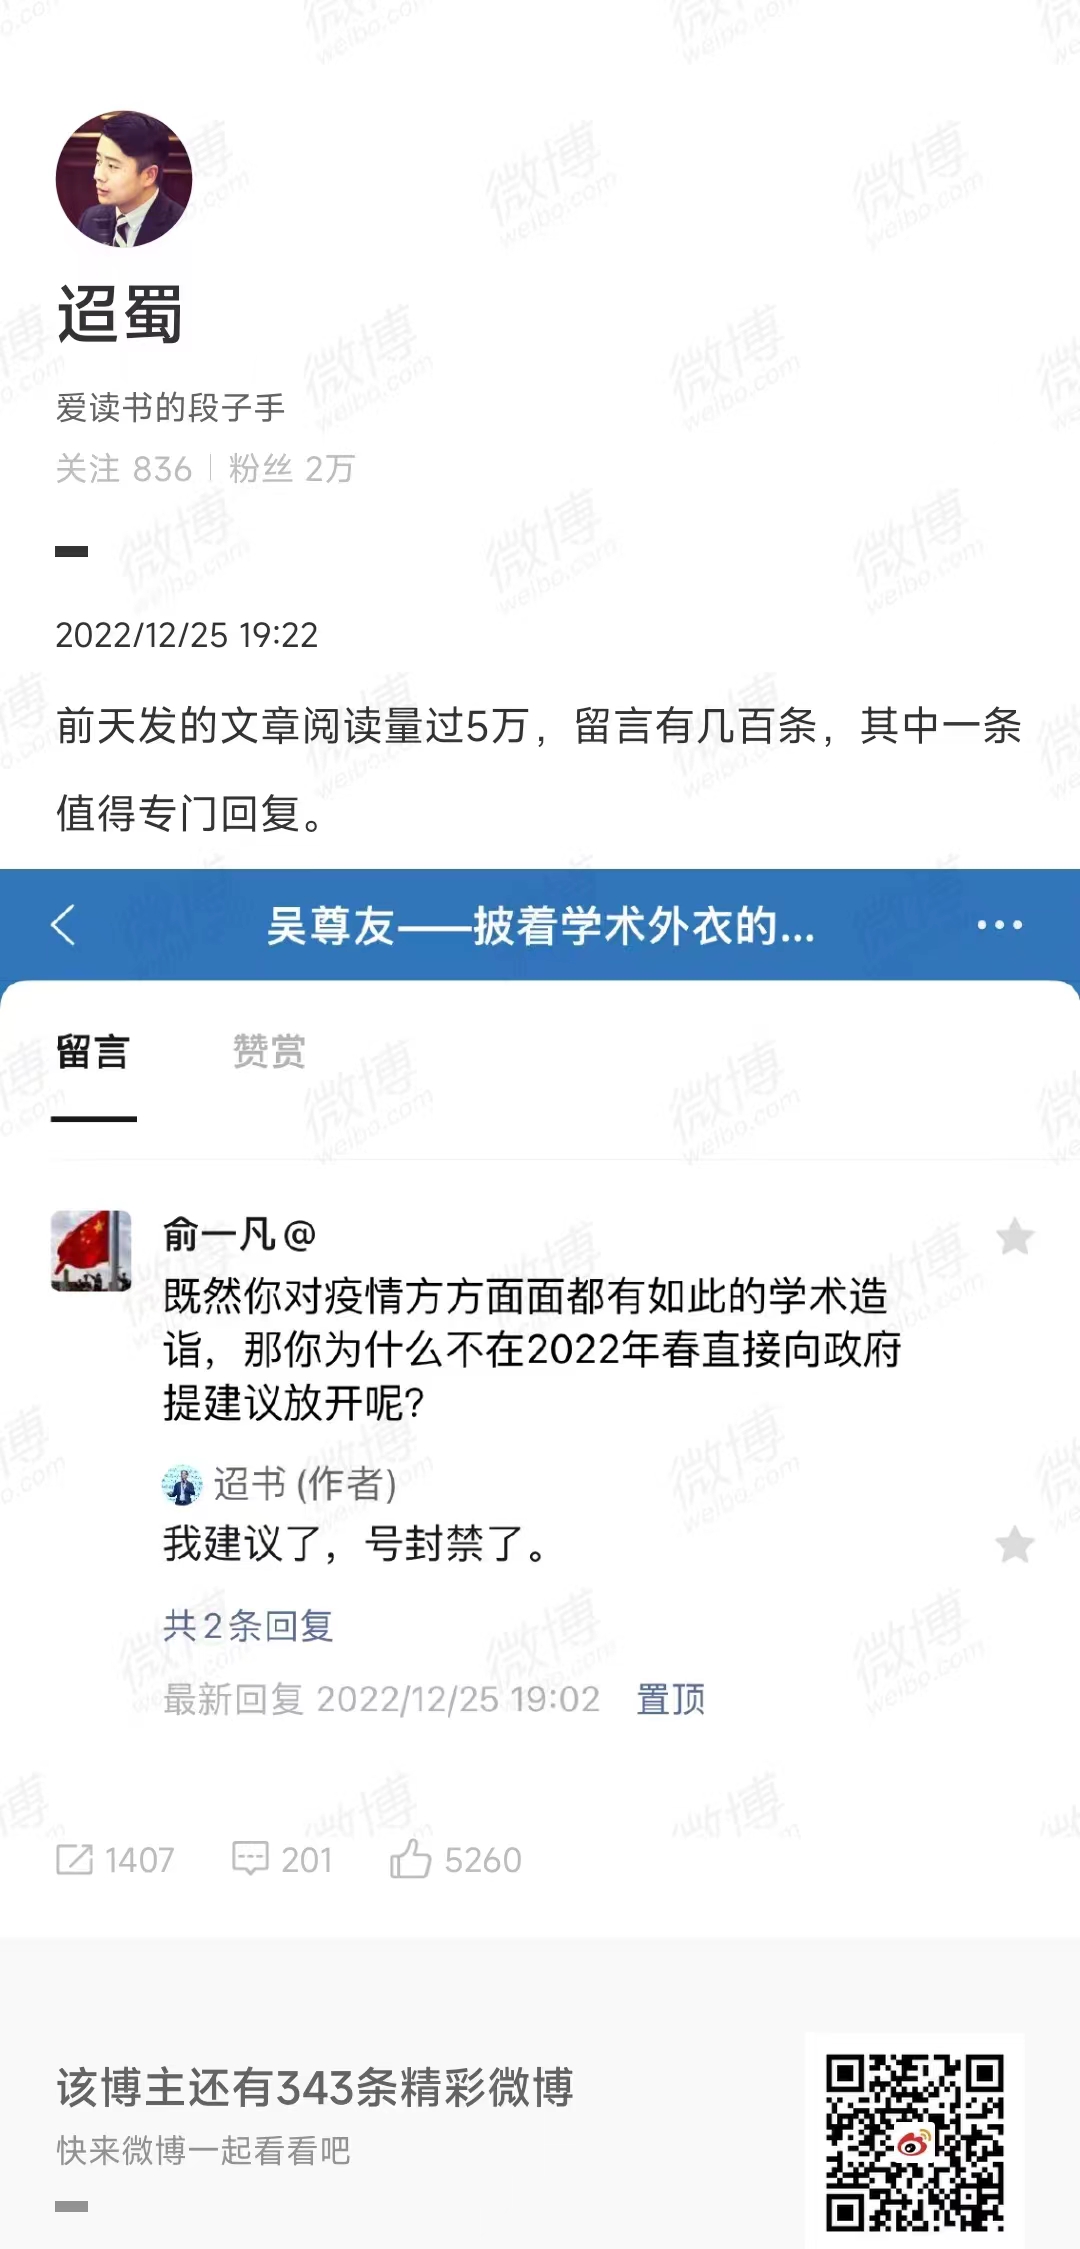 迢蜀
爱读书的段子手
关注 836 | 粉丝 2万
2022/12/25 19:22
前天发的文章阅读量过5万，留言有几百条，其中一条
值得专门回复。
吴尊友——披着学术外衣的...
留言 赞赏
俞一凡@
既然你对疫情方方面面都有如此的学术造
诣，那你为什么不在2022年春直接向政府
提建议放开呢？
迢书 (作者)
我建议了，号封禁了。
共2条回复
最新回复 2022/12/25 19:02 置顶
1407 201 5260
该博主还有343条精彩微博
快来微博一起看看吧
微博
weibo.com